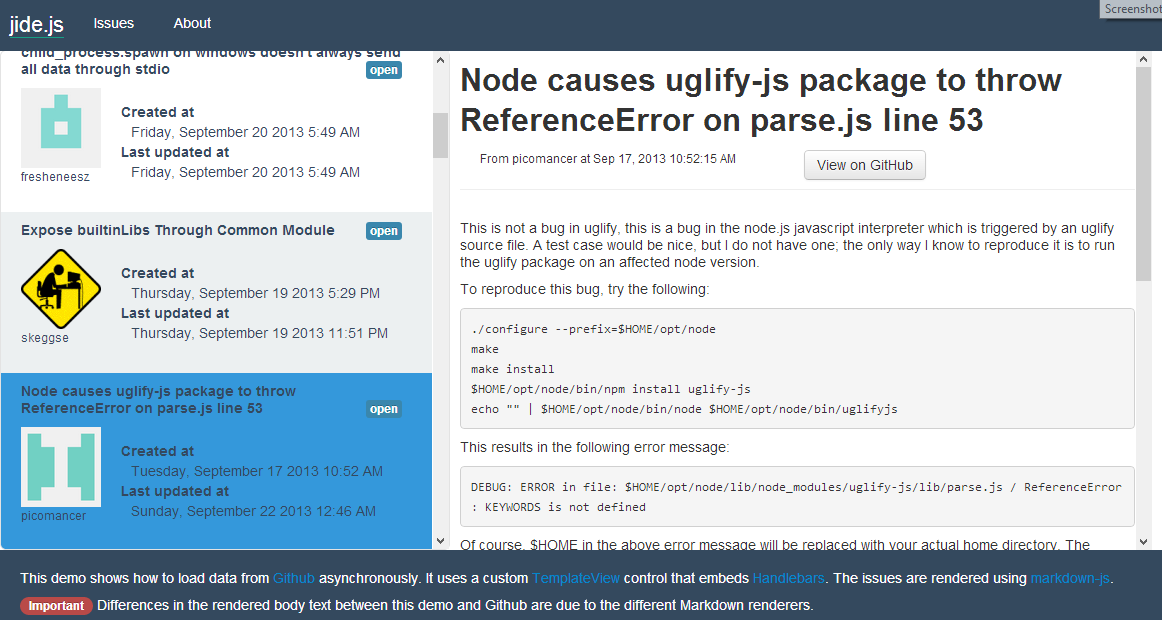 jide.js Issues About
Screenshot
child_process.spawn on windows doesn't always send
all data through stdio open
Created at
Friday, September 20 2013 5:49 AM
Last updated at
Friday, September 20 2013 5:49 AM
fresheneesz
Expose builtinLibs Through Common Module open
Created at
Thursday, September 19 2013 5:29 PM
Last updated at
Thursday, September 19 2013 11:51 PM
skeggse
Node causes uglify-js package to throw
ReferenceError on parse.js line 53 open
Created at
Tuesday, September 17 2013 10:52 AM
Last updated at
Sunday, September 22 2013 12:46 AM
picomancer
Node causes uglify-js package to throw
ReferenceError on parse.js line 53
From picomancer at Sep 17, 2013 10:52:15 AM
View on GitHub
This is not a bug in uglify, this is a bug in the node.js javascript interpreter which is triggered by an uglify
source file. A test case would be nice, but I do not have one; the only way I know to reproduce it is to run
the uglify package on an affected node version.
To reproduce this bug, try the following:
./configure --prefix=$HOME/opt/node
make
make install
$HOME/opt/node/bin/npm install uglify-js
echo "" | $HOME/opt/node/bin/node $HOME/opt/node/bin/uglifyjs
This results in the following error message:
DEBUG: ERROR in file: $HOME/opt/node/lib/node_modules/uglify-js/lib/parse.js / ReferenceError
: KEYWORDS is not defined
Of course, $HOME in the above error message will be replaced with your actual home directory. The
This demo shows how to load data from Github asynchronously. It uses a custom TemplateView control that embeds Handlebars. The issues are rendered using markdown-js.
Important Differences in the rendered body text between this demo and Github are due to the different Markdown renderers.